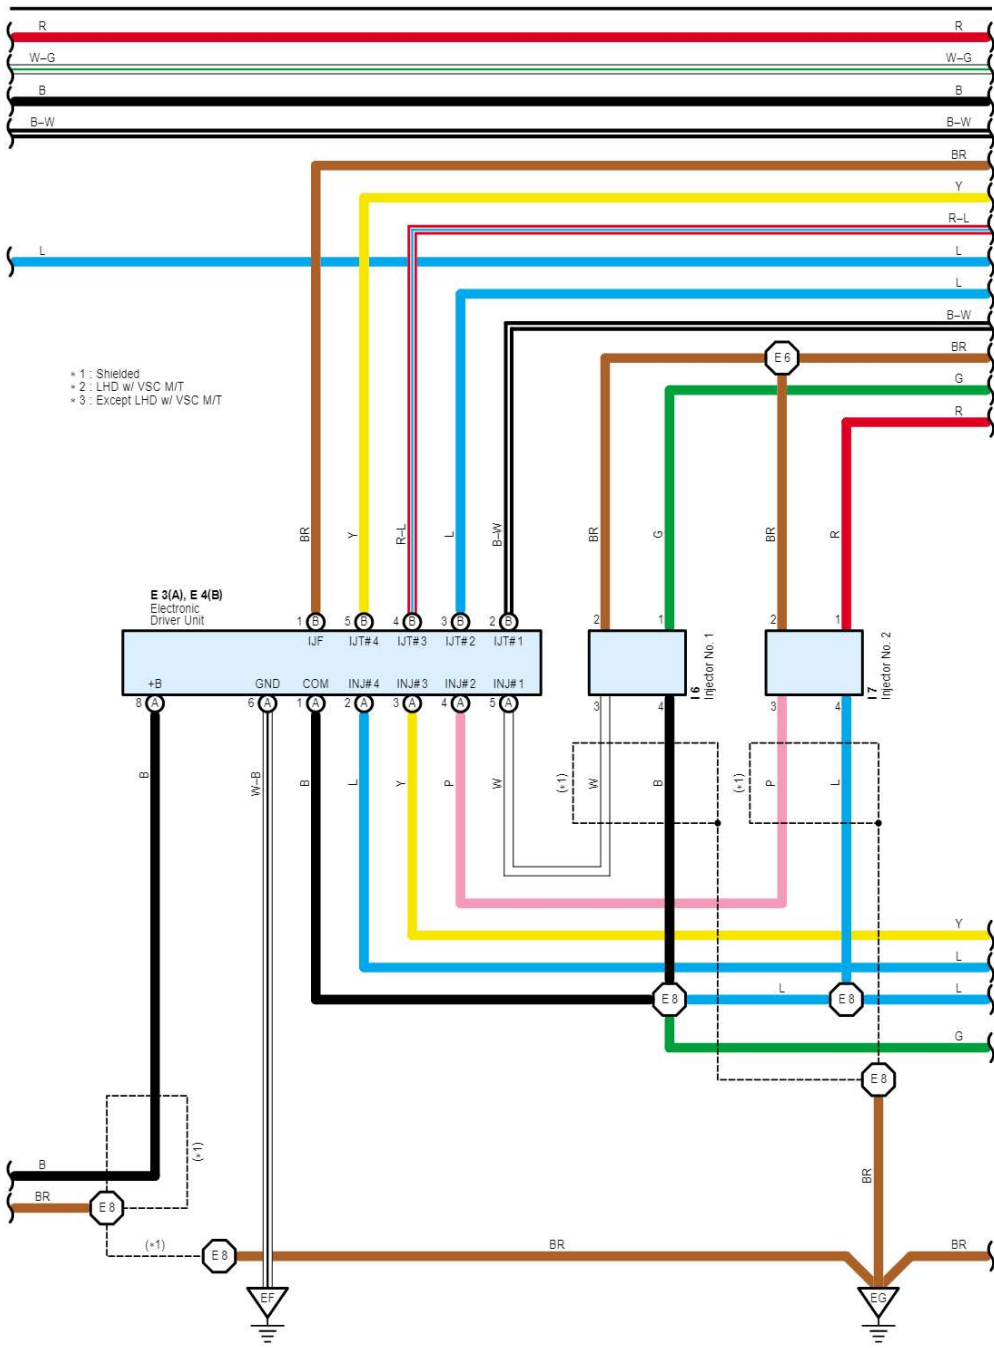 R R
W–G W–G
B B
B–W B–W
BR
Y
R–L
L L
L
B–W
E 6 BR
G
R
* 1 : Shielded
* 2 : LHD w/ VSC M/T
* 3 : Except LHD w/ VSC M/T
BR Y R–L L B–W BR G BR R
E 3(A), E 4(B)
Electronic
Driver Unit
1 B 5 B 4 B 3 B 2 B 2 1 2 1
IJF IJT#4 IJT#3 IJT#2 IJT#1
I 6
Injector No. 1
I 7
Injector No. 2
+B GND COM INJ#4 INJ#3 INJ#2 INJ#1
8 A 6 A 1 A 2 A 3 A 4 A 5 A 3 4 3 4
B W–B B L Y P W (*1) W B (*1) P L
Y
L
E 8 L E 8 L
G
E 8
(*1)
B
BR E 8
BR
(*1) E 8 BR BR
EF EG